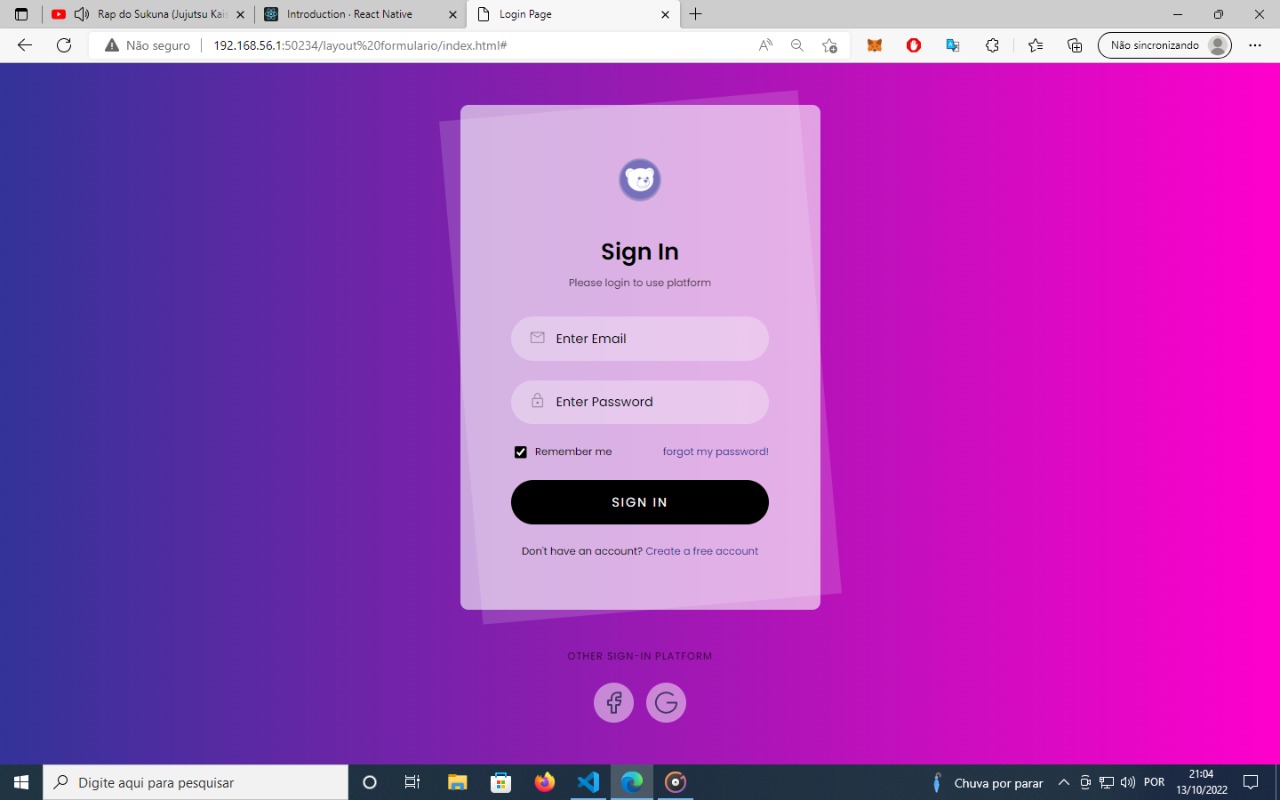 Rap do Sukuna (Jujutsu Kais
Introduction · React Native
Login Page
Não seguro
192.168.56.1:50234/layout%20formulario/index.html#
Não sincronizando
Sign In
Please login to use platform
Enter Email
Enter Password
Remember me
forgot my password!
SIGN IN
Don't have an account? Create a free account
OTHER SIGN-IN PLATFORM
Digite aqui para pesquisar
Chuva por parar
POR
21:04
13/10/2022